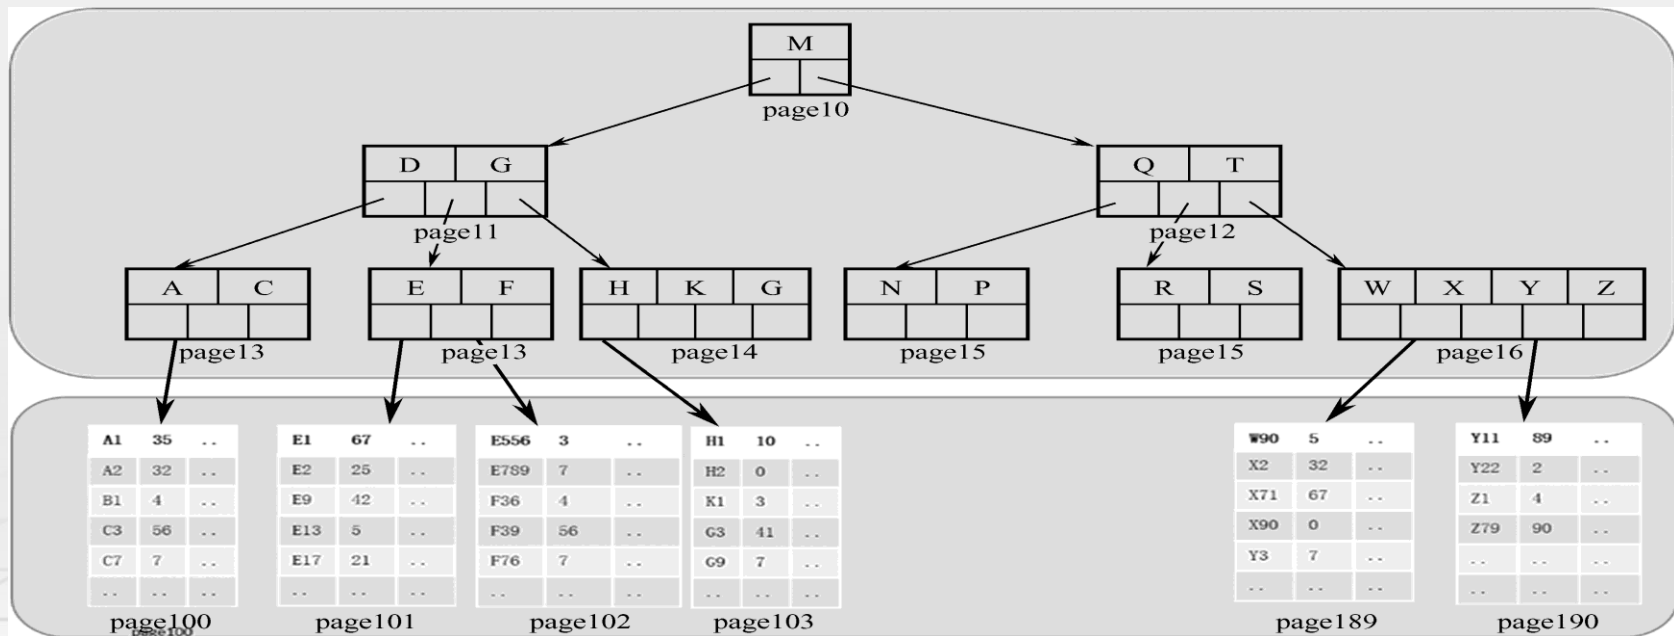 M
page10
D G
Q T
page11
page12
A C
E F
H K G
N P
R S
W X Y Z
page13
page13
page14
page15
page15
page16
A1 35 ..
A2 32 ..
B1 4 ..
C3 56 ..
C7 7 ..
.. .. ..
page100
page100
E1 67 ..
E2 25 ..
E9 42 ..
E13 5 ..
E17 21 ..
.. .. ..
page101
E556 3 ..
E789 7 ..
F36 4 ..
F39 56 ..
F76 7 ..
.. .. ..
page102
H1 10 ..
H2 0 ..
K1 3 ..
G3 41 ..
G9 7 ..
.. .. ..
page103
W90 5 ..
X2 32 ..
X71 67 ..
X90 0 ..
Y3 7 ..
.. .. ..
page189
Y11 89 ..
Y22 2 ..
Z1 4 ..
Z79 90 ..
.. .. ..
.. .. ..
page190